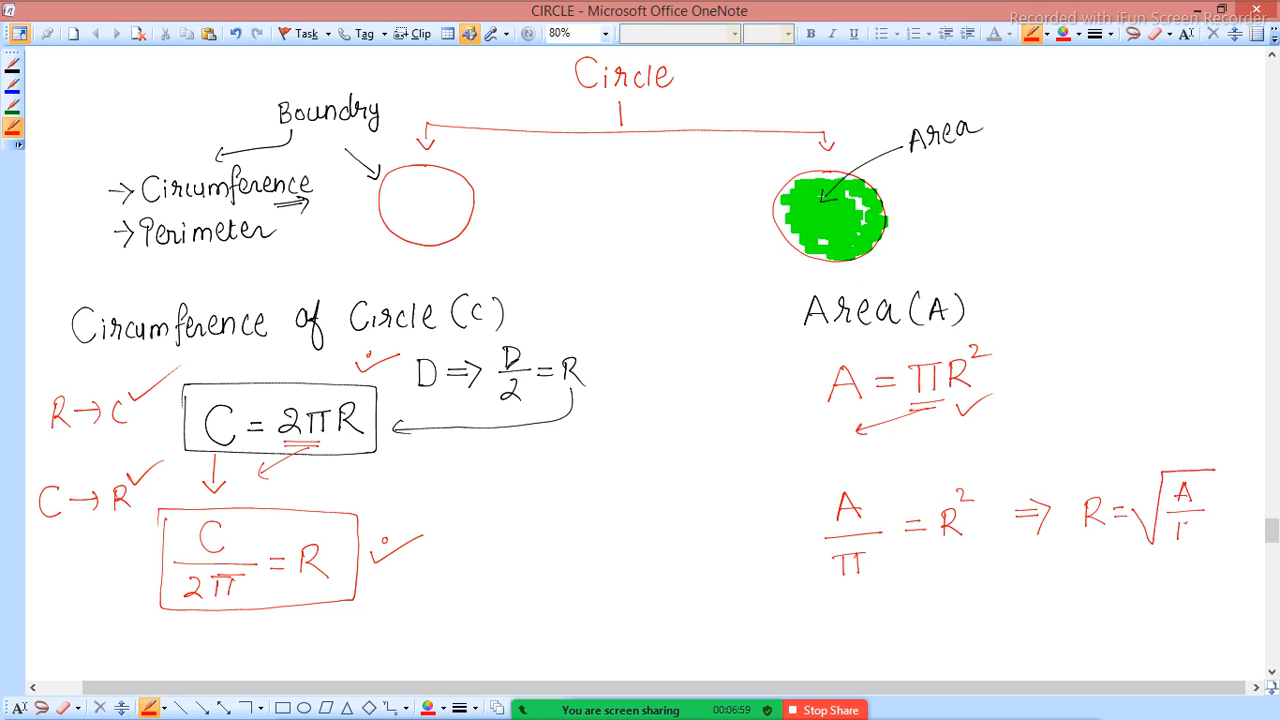 CIRCLE - Microsoft Office OneNote
Recorded with iFun Screen Recorder
Task Tag Clip 80%
Circle
Boundry
Area
→ Circumference
→ Perimeter
Circumference of Circle (C)
D ⇒ D/2 = R
R → C
C = 2πR
C → R
C/2π = R
Area (A)
A = πR²
A/π = R² ⇒ R = √A/
You are screen sharing 00:06:59 Stop Share